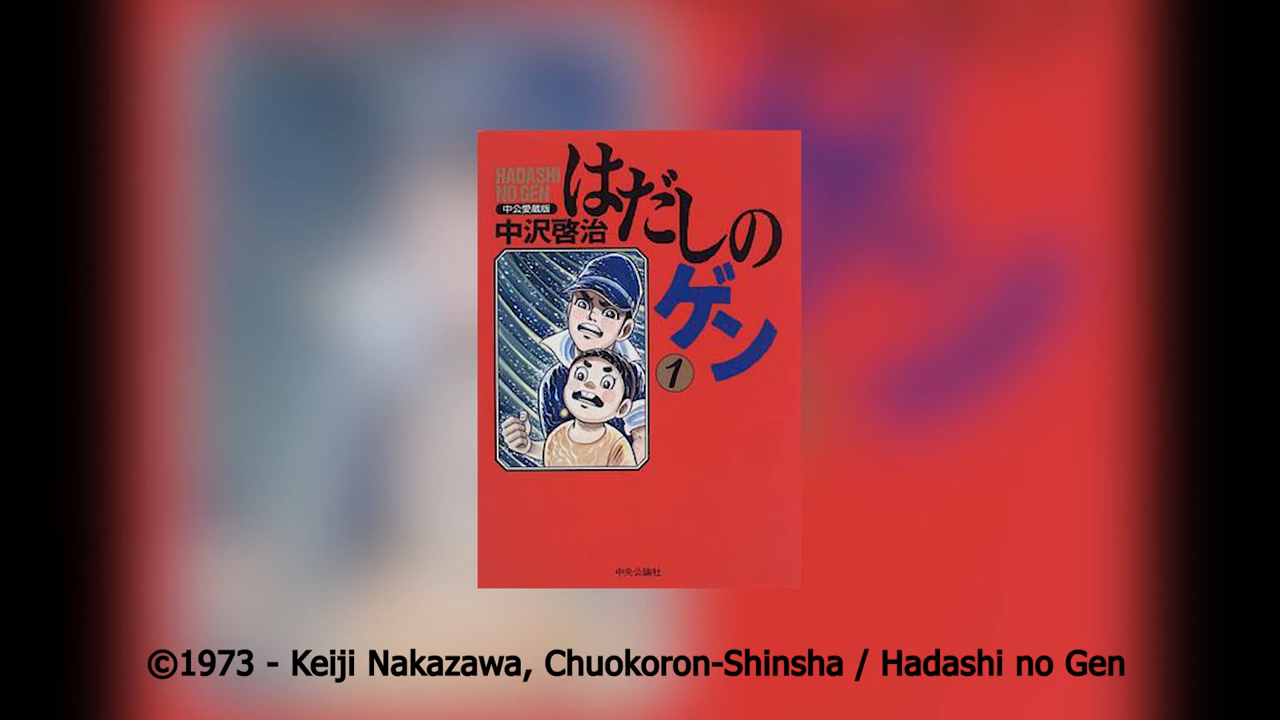 HADASHI
NO GEN
中公愛蔵版
中沢啓治
はだしの
ゲン
1
中央公論社
©1973 - Keiji Nakazawa, Chuokoron-Shinsha / Hadashi no Gen